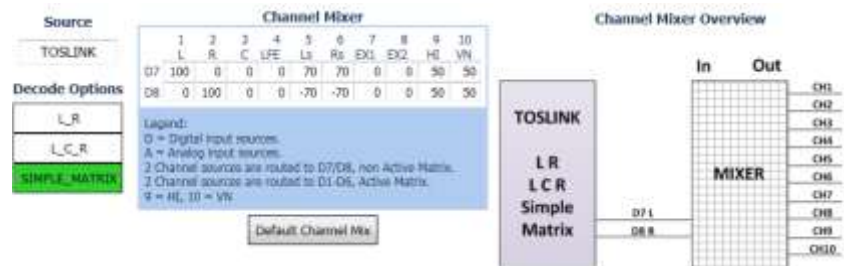 Source
TOSLINK
Decode Options
L_R
L_C_R
SIMPLE_MATRIX
Channel Mixer
1 2 3 4 5 6 7 8 9 10
L R C LFE Ls Rs EX1 EX2 HI VN
D7 100 0 0 0 70 70 0 0 50 50
D8 0 100 0 0 -70 -70 0 0 50 50
Legend:
D = Digital input sources.
A = Analog input sources.
2 Channel sources are routed to D7/D8, non Active Matrix.
2 Channel sources are routed to D1-D6, Active Matrix.
9 = HI, 10 = VN
Default Channel Mix
Channel Mixer Overview
In Out
TOSLINK
L R
L C R
Simple
Matrix
D7 L
D8 R
MIXER
CH1
CH2
CH3
CH4
CH5
CH6
CH7
CH8
CH9
CH10